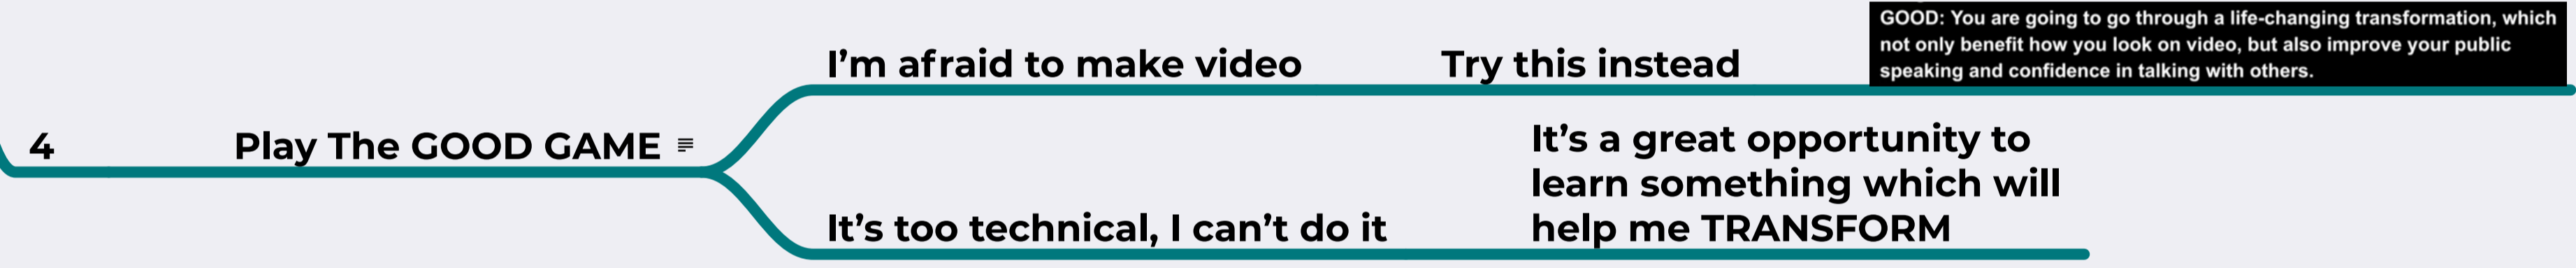 4
Play The GOOD GAME
I'm afraid to make video
Try this instead
GOOD: You are going to go through a life-changing transformation, which
not only benefit how you look on video, but also improve your public
speaking and confidence in talking with others.
It's too technical, I can't do it
It's a great opportunity to
learn something which will
help me TRANSFORM